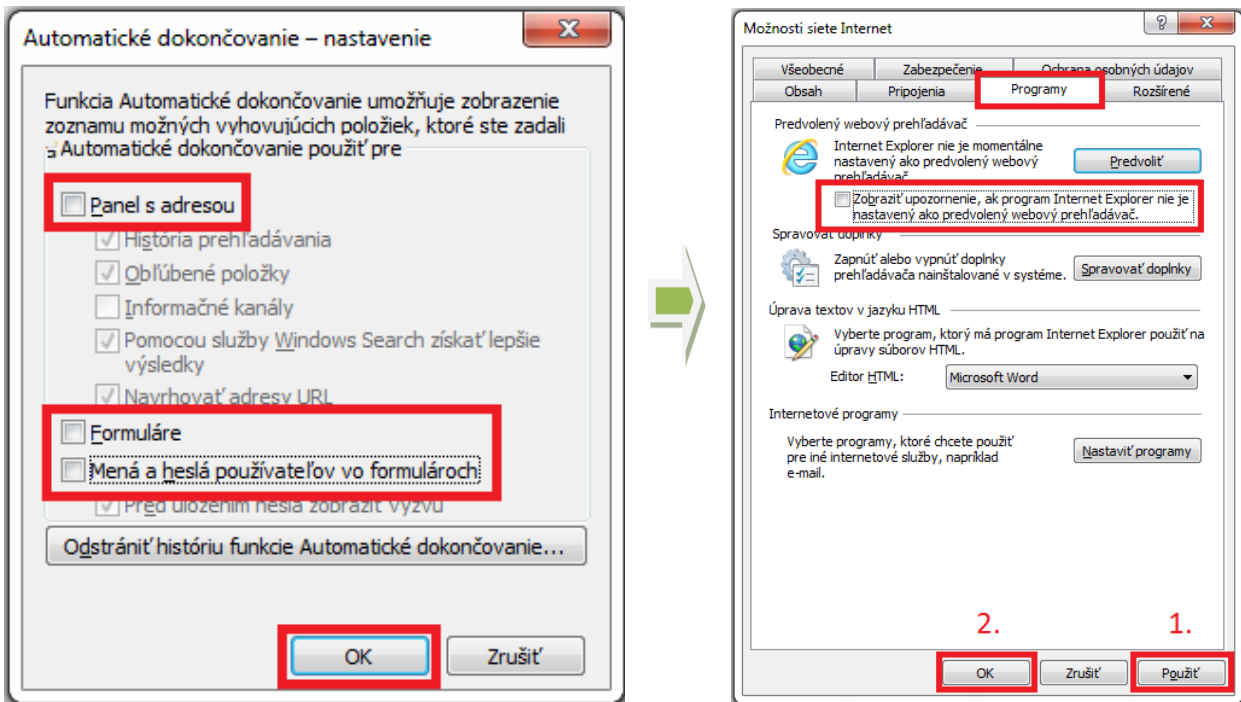 Automatické dokončovanie – nastavenie
Funkcia Automatické dokončovanie umožňuje zobrazenie
zoznamu možných vyhovujúcich položiek, ktoré ste zadali
Automatické dokončovanie použiť pre
Panel s adresou
História prehľadávania
Obľúbené položky
Informačné kanály
Pomocou služby Windows Search získať lepšie
výsledky
Navrhovať adresy URL
Formuláre
Mená a heslá používateľov vo formulároch
Pred uložením hesla zobraziť výzvu
Odstrániť históriu funkcie Automatické dokončovanie...
OK
Zrušiť
Možnosti siete Internet
Všeobecné
Zabezpečenie
Ochrana osobných údajov
Obsah
Pripojenia
Programy
Rozšírené
Predvolený webový prehľadávač
Internet Explorer nie je momentálne
nastavený ako predvolený webový
prehľadávač.
Predvoliť
Zobraziť upozornenie, ak program Internet Explorer nie je
nastavený ako predvolený webový prehľadávač.
Spravovať doplnky
Zapnúť alebo vypnúť doplnky
prehľadávača nainštalované v systéme.
Spravovať doplnky
Úprava textov v jazyku HTML
Vyberte program, ktorý má program Internet Explorer použiť na
úpravy súborov HTML.
Editor HTML:
Microsoft Word
Internetové programy
Vyberte programy, ktoré chcete použiť
pre iné internetové služby, napríklad
e-mail.
Nastaviť programy
2.
1.
OK
Zrušiť
Použiť